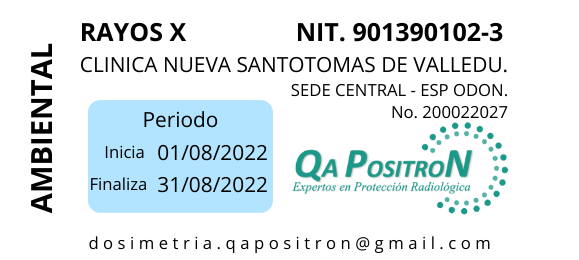 AMBIENTAL
RAYOS X NIT. 901390102-3
CLINICA NUEVA SANTOTOMAS DE VALLEDU.
SEDE CENTRAL - ESP ODON.
No. 200022027
Periodo
Inicia 01/08/2022
Finaliza 31/08/2022
QA POSITRON
Expertos en Protección Radiológica
dosimetria.qapositron@gmail.com